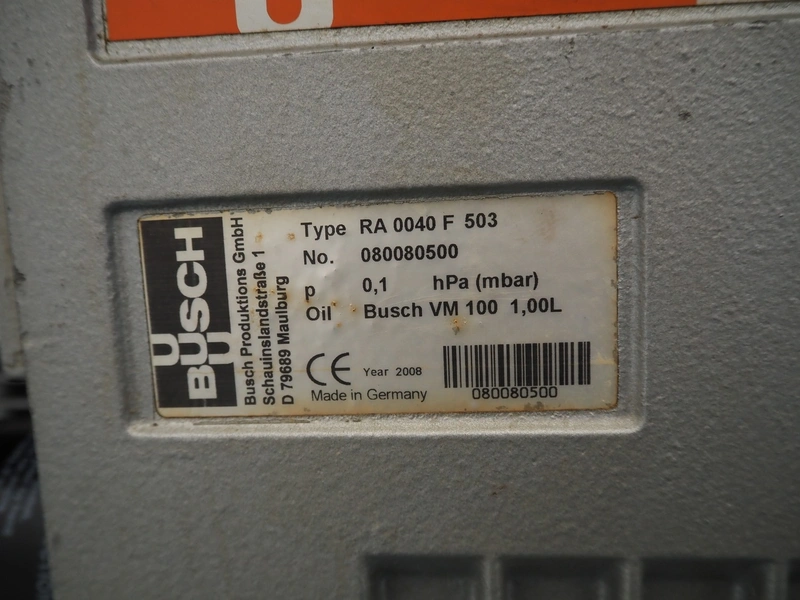 BUSCH
Busch Produktions GmbH
Schauinslandstraße 1
D 79689 Maulburg
Type RA 0040 F 503
No. 080080500
p 0,1 hPa (mbar)
Oil Busch VM 100 1,00L
CE Year 2008
Made in Germany
080080500